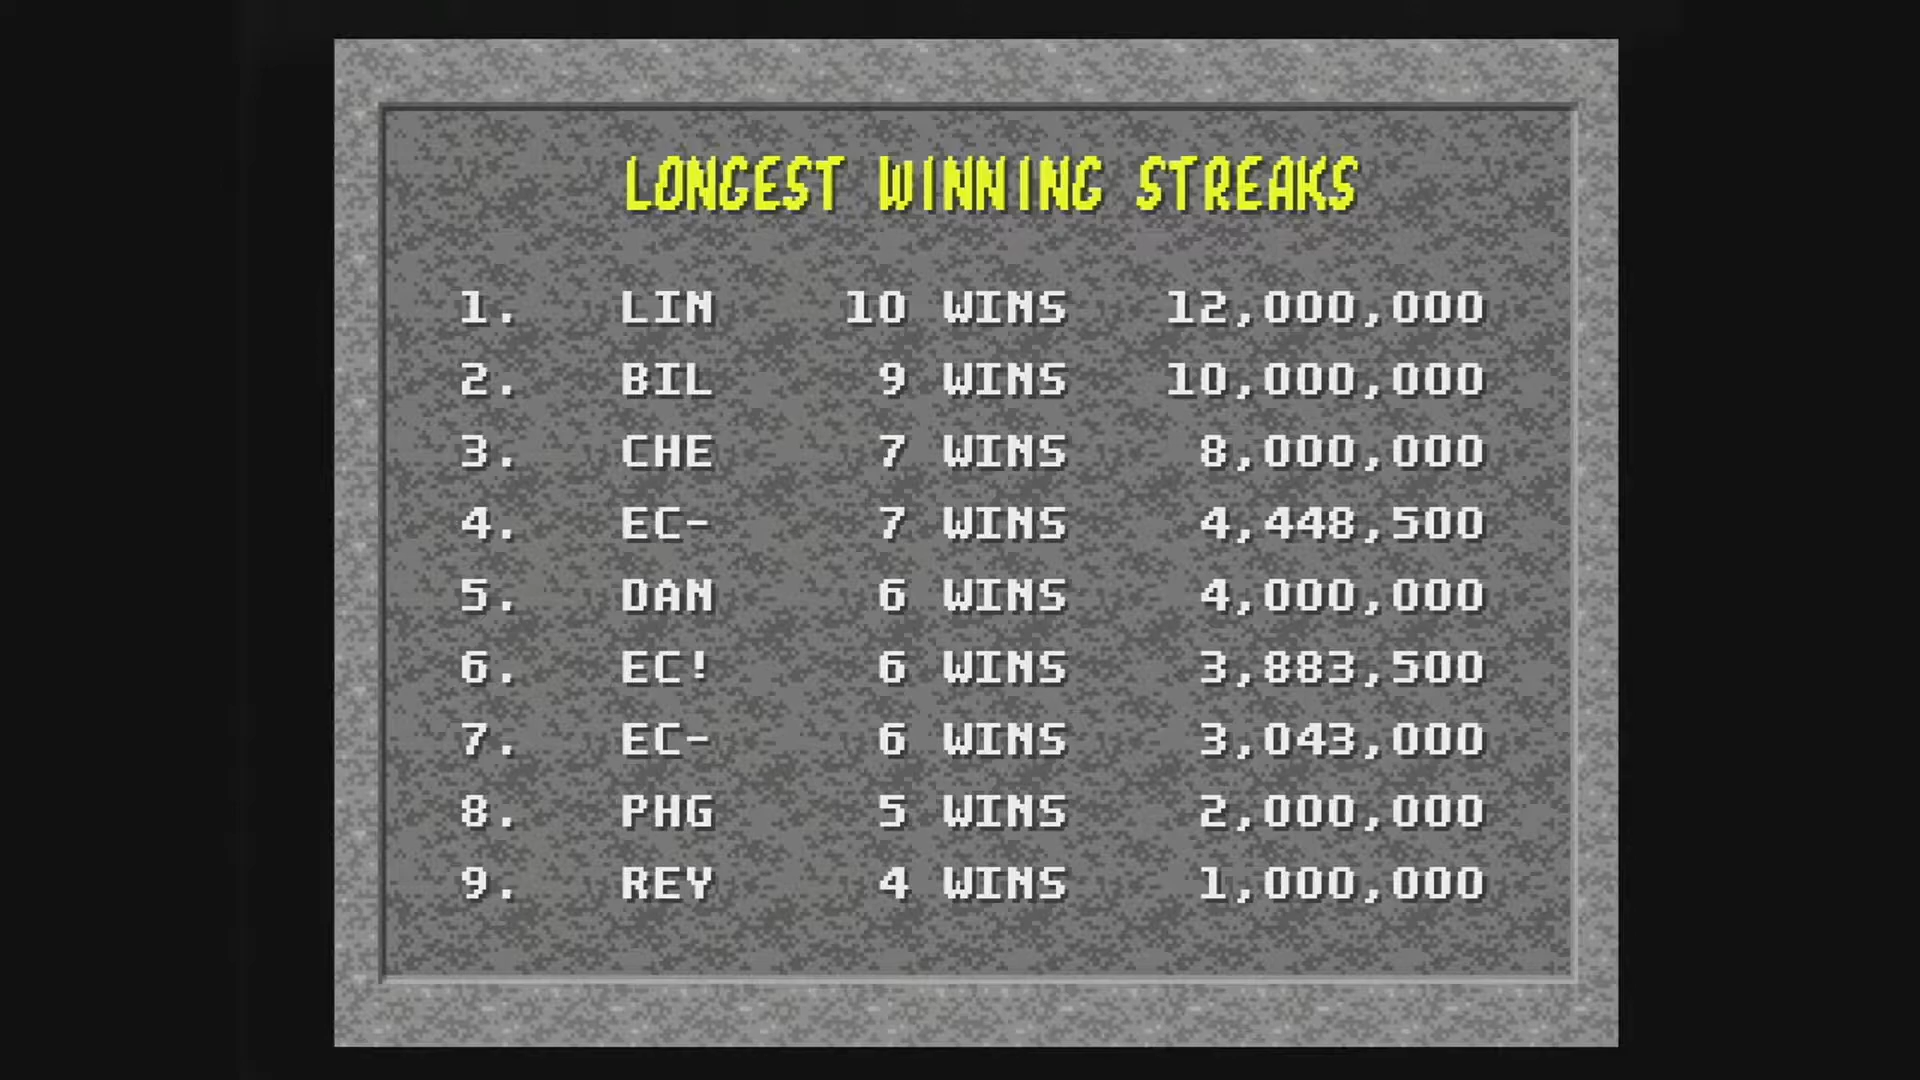 LONGEST WINNING STREAKS
1. LIN 10 WINS 12,000,000
2. BIL 9 WINS 10,000,000
3. CHE 7 WINS 8,000,000
4. EC- 7 WINS 4,448,500
5. DAN 6 WINS 4,000,000
6. EC! 6 WINS 3,883,500
7. EC- 6 WINS 3,043,000
8. PHG 5 WINS 2,000,000
9. REY 4 WINS 1,000,000